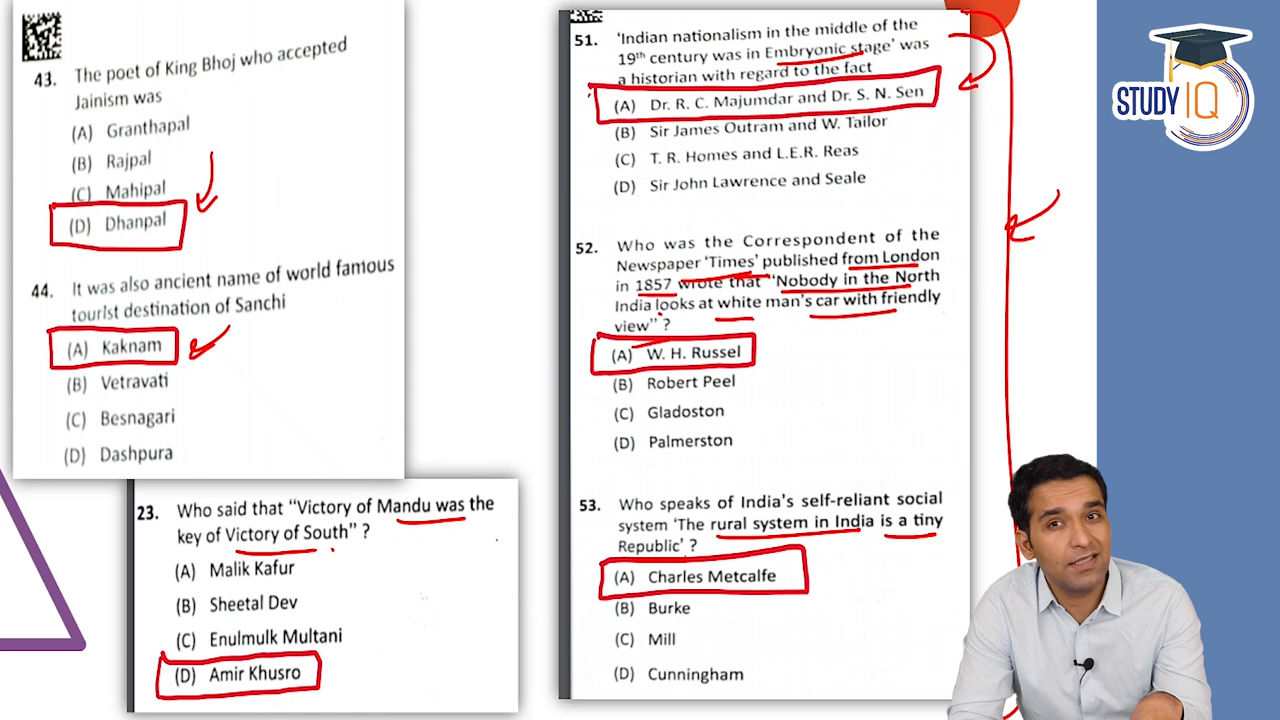 43. The poet of King Bhoj who accepted
Jainism was
(A) Granthapal
(B) Rajpal
(C) Mahipal
(D) Dhanpal
44. It was also ancient name of world famous
tourist destination of Sanchi
(A) Kaknam
(B) Vetravati
(C) Besnagari
(D) Dashpura
23. Who said that “Victory of Mandu was the
key of Victory of South” ?
(A) Malik Kafur
(B) Sheetal Dev
(C) Enulmulk Multani
(D) Amir Khusro
51. ‘Indian nationalism in the middle of the
19th century was in Embryonic stage’ was
a historian with regard to the fact
(A) Dr. R. C. Majumdar and Dr. S. N. Sen
(B) Sir James Outram and W. Tailor
(C) T. R. Homes and L.E.R. Reas
(D) Sir John Lawrence and Seale
52. Who was the Correspondent of the
Newspaper ‘Times’ published from London
in 1857 wrote that “Nobody in the North
India looks at white man’s car with friendly
view” ?
(A) W. H. Russel
(B) Robert Peel
(C) Gladoston
(D) Palmerston
53. Who speaks of India’s self-reliant social
system ‘The rural system in India is a tiny
Republic’ ?
(A) Charles Metcalfe
(B) Burke
(C) Mill
(D) Cunningham
STUDY IQ